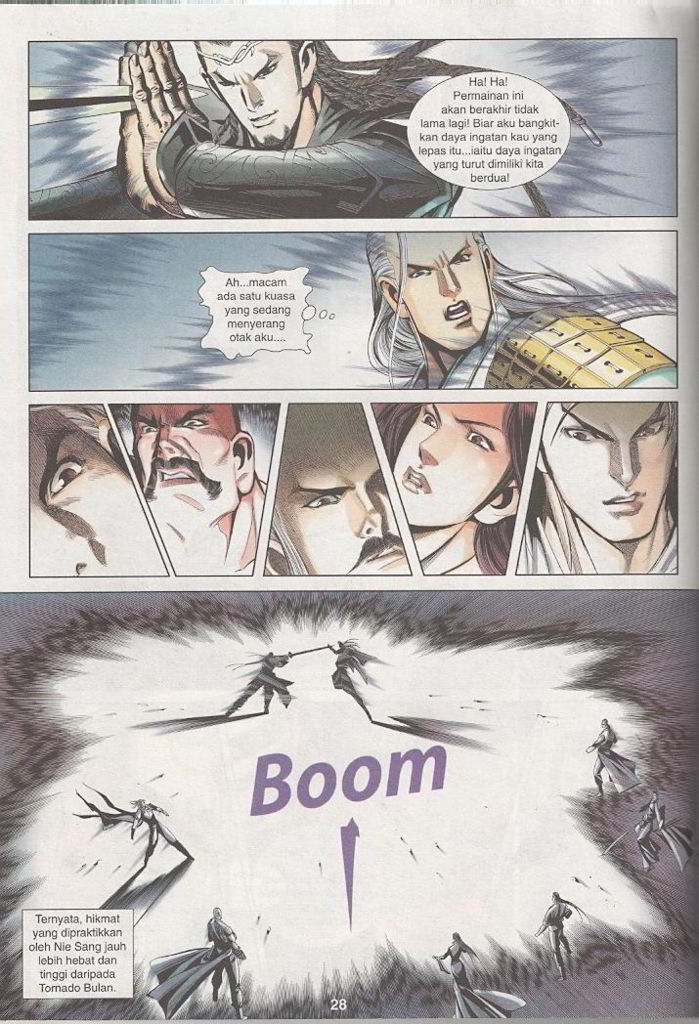 Ha! Ha!
Permainan ini
akan berakhir tidak
lama lagi! Biar aku bangkit-
kan daya ingatan kau yang
lepas itu...iaitu daya ingatan
yang turut dimiliki kita
berdua!
Ah...macam
ada satu kuasa
yang sedang
menyerang
otak aku....
Boom
Ternyata, hikmat
yang dipraktikkan
oleh Nie Sang jauh
lebih hebat dan
tinggi daripada
Tornado Bulan.
28